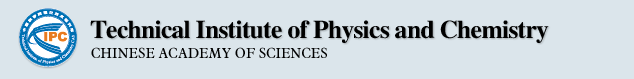 IPC
Technical Institute of Physics and Chemistry
CHINESE ACADEMY OF SCIENCES